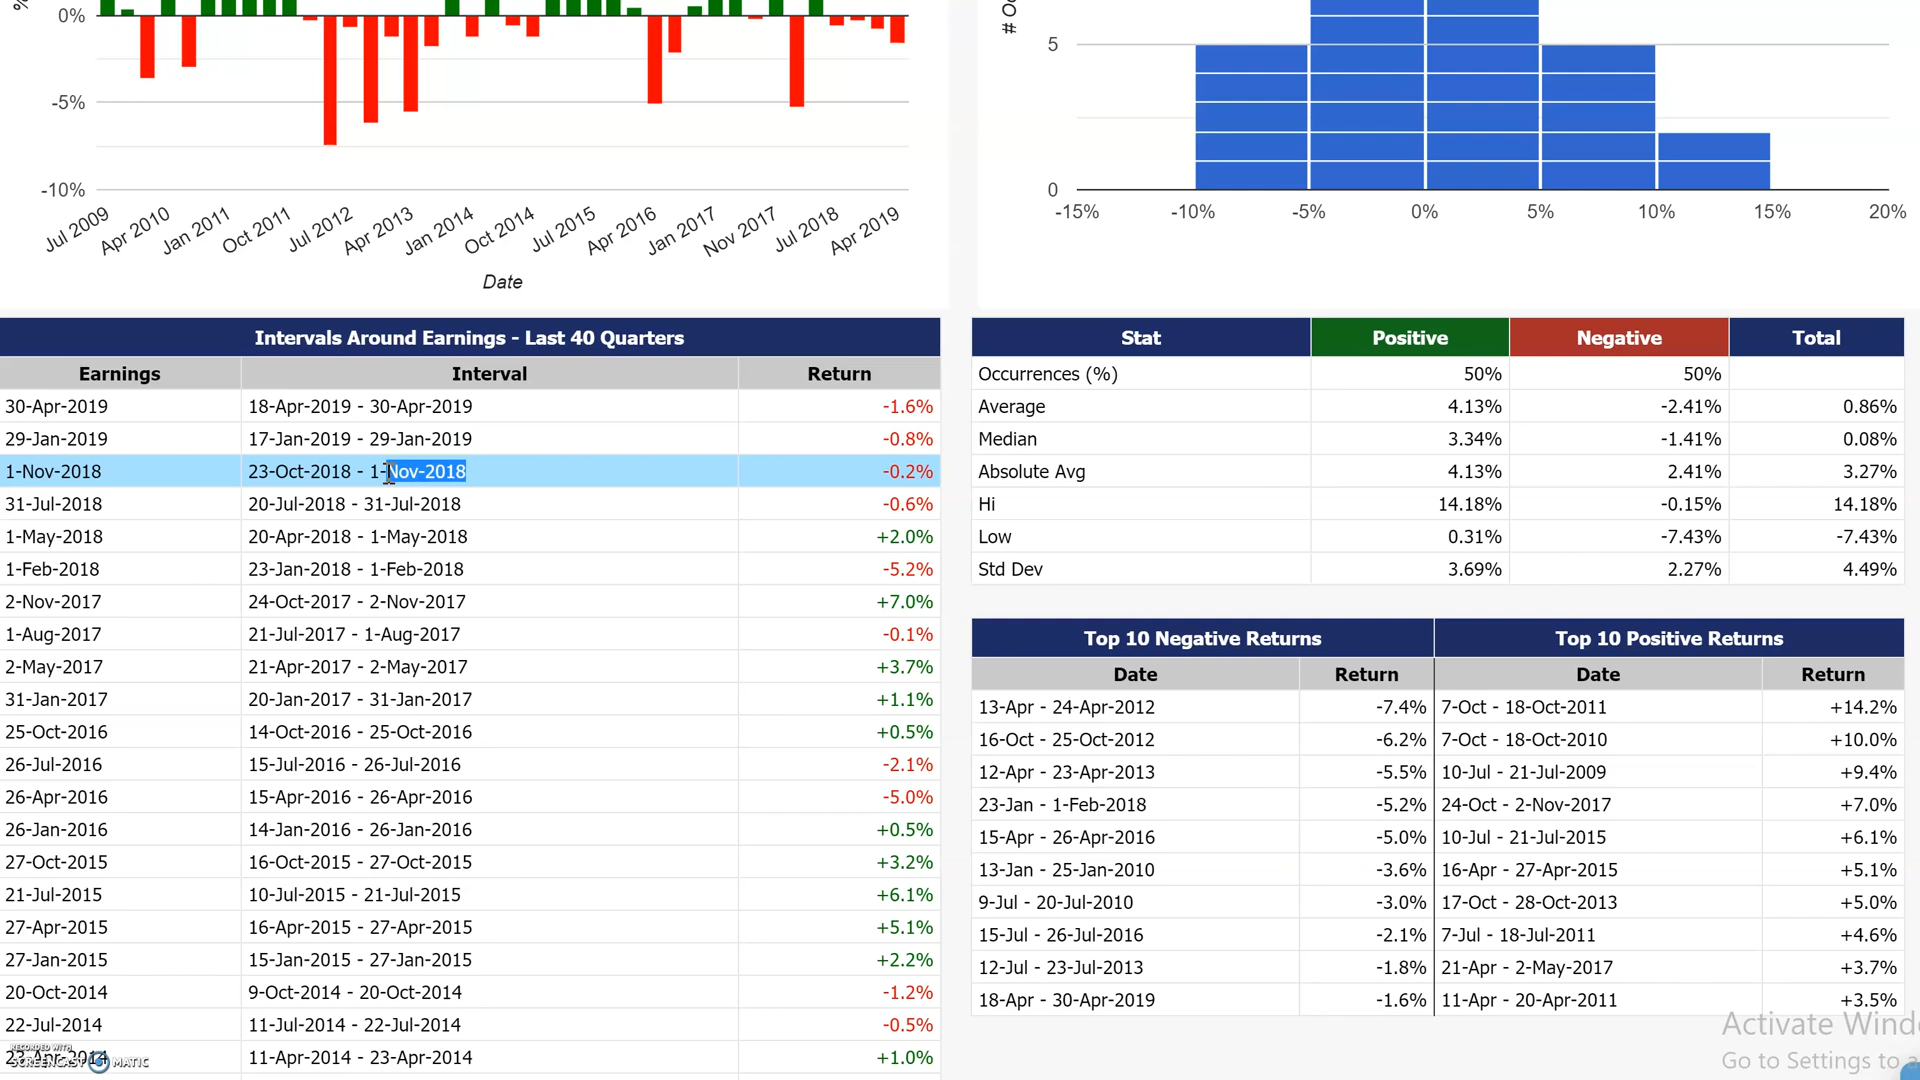 %
0%
-5%
-10%
Jul 2009
Apr 2010
Jan 2011
Oct 2011
Jul 2012
Apr 2013
Jan 2014
Oct 2014
Jul 2015
Apr 2016
Jan 2017
Nov 2017
Jul 2018
Apr 2019
Date
# Oc
5
0
-15%
-10%
-5%
0%
5%
10%
15%
20%
Intervals Around Earnings - Last 40 Quarters
Earnings Interval Return
30-Apr-2019 18-Apr-2019 - 30-Apr-2019 -1.6%
29-Jan-2019 17-Jan-2019 - 29-Jan-2019 -0.8%
1-Nov-2018 23-Oct-2018 - 1-Nov-2018 -0.2%
31-Jul-2018 20-Jul-2018 - 31-Jul-2018 -0.6%
1-May-2018 20-Apr-2018 - 1-May-2018 +2.0%
1-Feb-2018 23-Jan-2018 - 1-Feb-2018 -5.2%
2-Nov-2017 24-Oct-2017 - 2-Nov-2017 +7.0%
1-Aug-2017 21-Jul-2017 - 1-Aug-2017 -0.1%
2-May-2017 21-Apr-2017 - 2-May-2017 +3.7%
31-Jan-2017 20-Jan-2017 - 31-Jan-2017 +1.1%
25-Oct-2016 14-Oct-2016 - 25-Oct-2016 +0.5%
26-Jul-2016 15-Jul-2016 - 26-Jul-2016 -2.1%
26-Apr-2016 15-Apr-2016 - 26-Apr-2016 -5.0%
26-Jan-2016 14-Jan-2016 - 26-Jan-2016 +0.5%
27-Oct-2015 16-Oct-2015 - 27-Oct-2015 +3.2%
21-Jul-2015 10-Jul-2015 - 21-Jul-2015 +6.1%
27-Apr-2015 16-Apr-2015 - 27-Apr-2015 +5.1%
27-Jan-2015 15-Jan-2015 - 27-Jan-2015 +2.2%
20-Oct-2014 9-Oct-2014 - 20-Oct-2014 -1.2%
22-Jul-2014 11-Jul-2014 - 22-Jul-2014 -0.5%
23-Apr-2014 11-Apr-2014 - 23-Apr-2014 +1.0%
RECORDED WITH
SCREENCAST MATIC
Stat Positive Negative Total
Occurrences (%) 50% 50%
Average 4.13% -2.41% 0.86%
Median 3.34% -1.41% 0.08%
Absolute Avg 4.13% 2.41% 3.27%
Hi 14.18% -0.15% 14.18%
Low 0.31% -7.43% -7.43%
Std Dev 3.69% 2.27% 4.49%
Top 10 Negative Returns Top 10 Positive Returns
Date Return Date Return
13-Apr - 24-Apr-2012 -7.4% 7-Oct - 18-Oct-2011 +14.2%
16-Oct - 25-Oct-2012 -6.2% 7-Oct - 18-Oct-2010 +10.0%
12-Apr - 23-Apr-2013 -5.5% 10-Jul - 21-Jul-2009 +9.4%
23-Jan - 1-Feb-2018 -5.2% 24-Oct - 2-Nov-2017 +7.0%
15-Apr - 26-Apr-2016 -5.0% 10-Jul - 21-Jul-2015 +6.1%
13-Jan - 25-Jan-2010 -3.6% 16-Apr - 27-Apr-2015 +5.1%
9-Jul - 20-Jul-2010 -3.0% 17-Oct - 28-Oct-2013 +5.0%
15-Jul - 26-Jul-2016 -2.1% 7-Jul - 18-Jul-2011 +4.6%
12-Jul - 23-Jul-2013 -1.8% 21-Apr - 2-May-2017 +3.7%
18-Apr - 30-Apr-2019 -1.6% 11-Apr - 20-Apr-2011 +3.5%
Activate Wind
Go to Settings to a